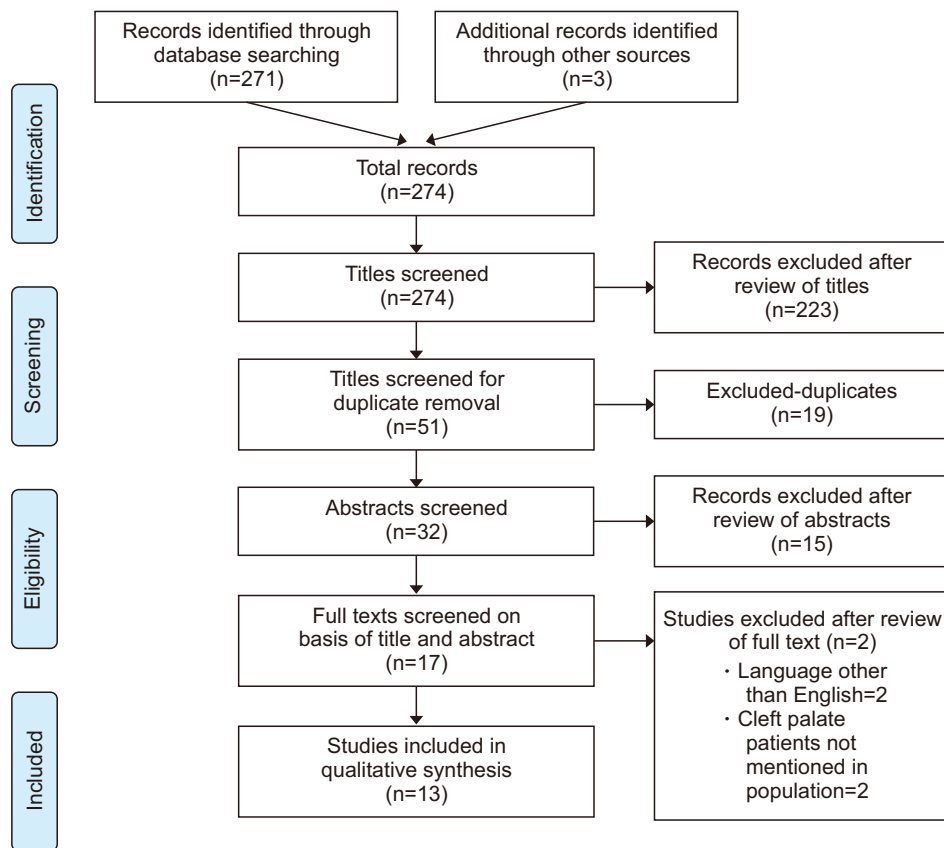 Records identified through
database searching
(n=271)
Additional records identified
through other sources
(n=3)
Identification
Total records
(n=274)
Titles screened
(n=274)
Records excluded after
review of titles
(n=223)
Screening
Titles screened for
duplicate removal
(n=51)
Excluded-duplicates
(n=19)
Abstracts screened
(n=32)
Records excluded after
review of abstracts
(n=15)
Eligibility
Full texts screened on
basis of title and abstract
(n=17)
Studies excluded after review
of full text (n=2)
· Language other
than English=2
· Cleft palate
patients not
mentioned in
population=2
Included
Studies included in
qualitative synthesis
(n=13)